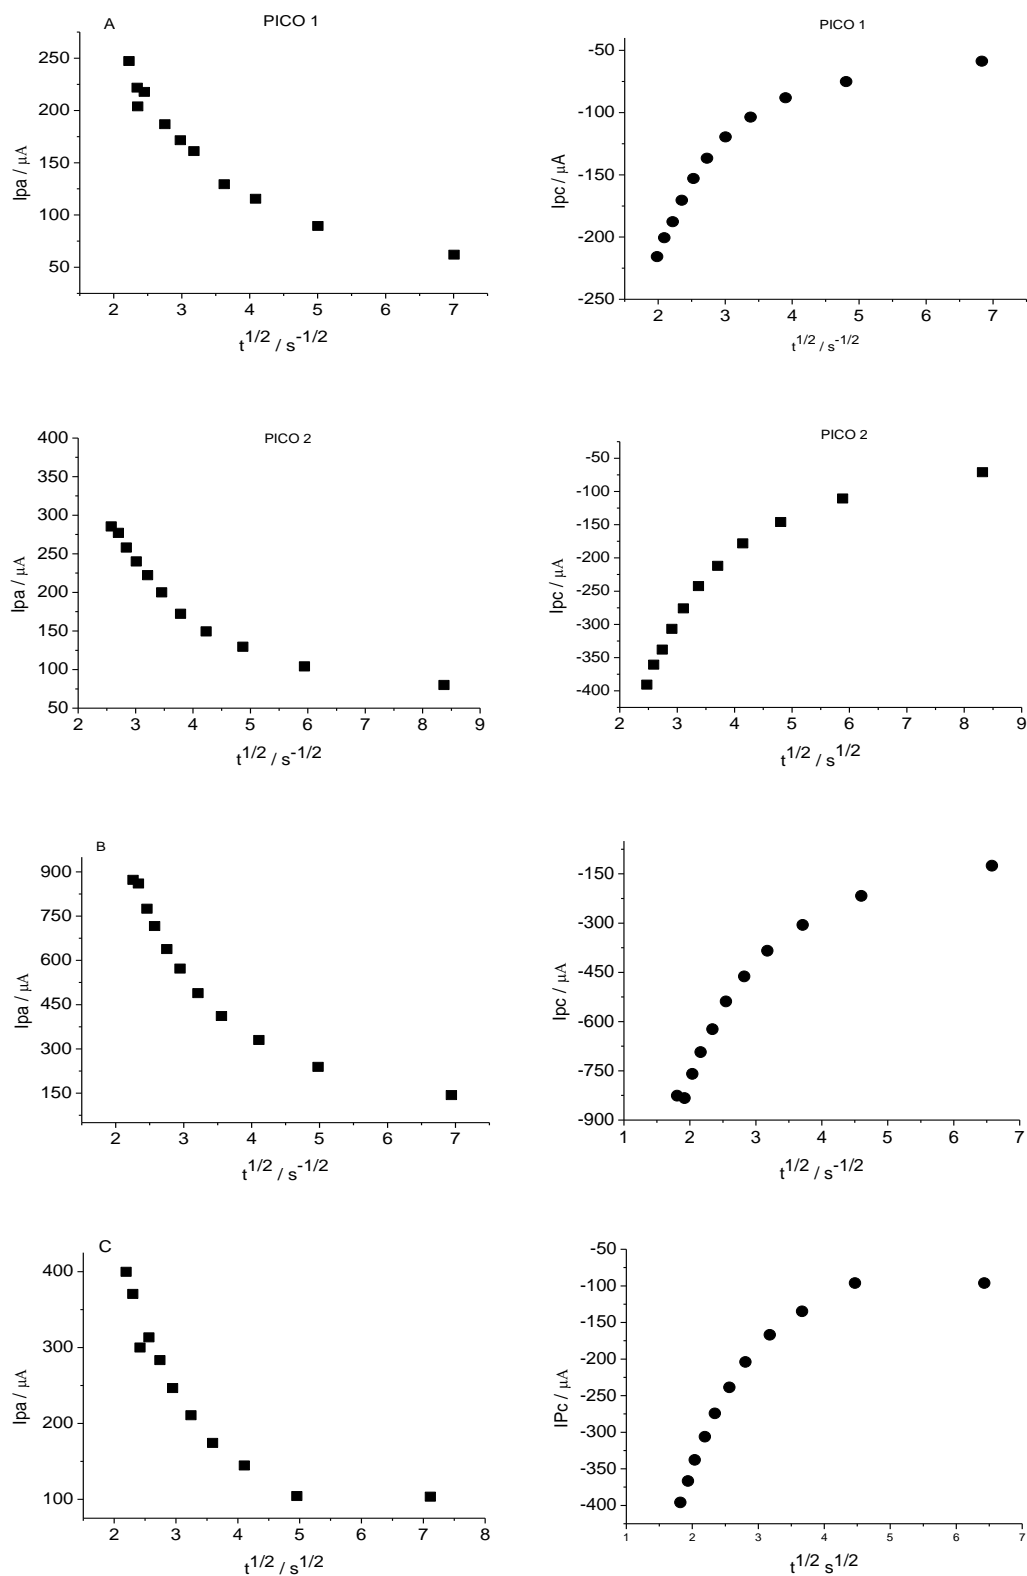 A PICO 1
250
200
150
100
50
Ipa / μA
2 3 4 5 6 7
t^1/2 / s^-1/2
PICO 1
-50
-100
-150
-200
-250
Ipc / μA
2 3 4 5 6 7
t^1/2 / s^-1/2
PICO 2
400
350
300
250
200
150
100
50
Ipa / μA
2 3 4 5 6 7 8 9
t^1/2 / s^-1/2
PICO 2
-50
-100
-150
-200
-250
-300
-350
-400
Ipc / μA
2 3 4 5 6 7 8 9
t^1/2 / s^1/2
B
900
750
600
450
300
150
Ipa / μA
2 3 4 5 6 7
t^1/2 / s^-1/2
-150
-300
-450
-600
-750
-900
Ipc / μA
1 2 3 4 5 6 7
t^1/2 / s^-1/2
C
400
300
200
100
Ipa / μA
2 3 4 5 6 7 8
t^1/2 / s^1/2
-50
-100
-150
-200
-250
-300
-350
-400
IPc / μA
1 2 3 4 5 6 7
t^1/2 s^1/2